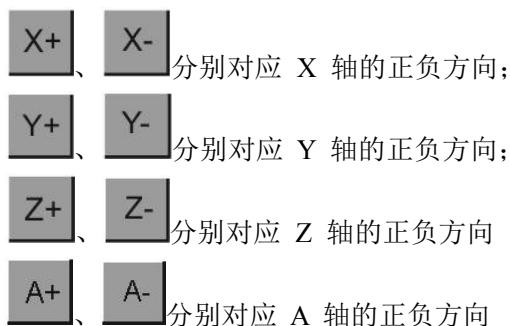 X+、X-分别对应 X 轴的正负方向；
Y+、Y-分别对应 Y 轴的正负方向；
Z+、Z-分别对应 Z 轴的正负方向
A+、A-分别对应 A 轴的正负方向